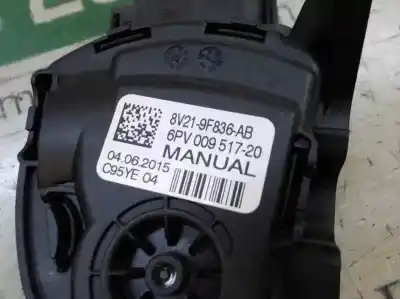 8V21-9F836-AB
6PV 009 517-20
04.06.2015 MANUAL
C95YE 04